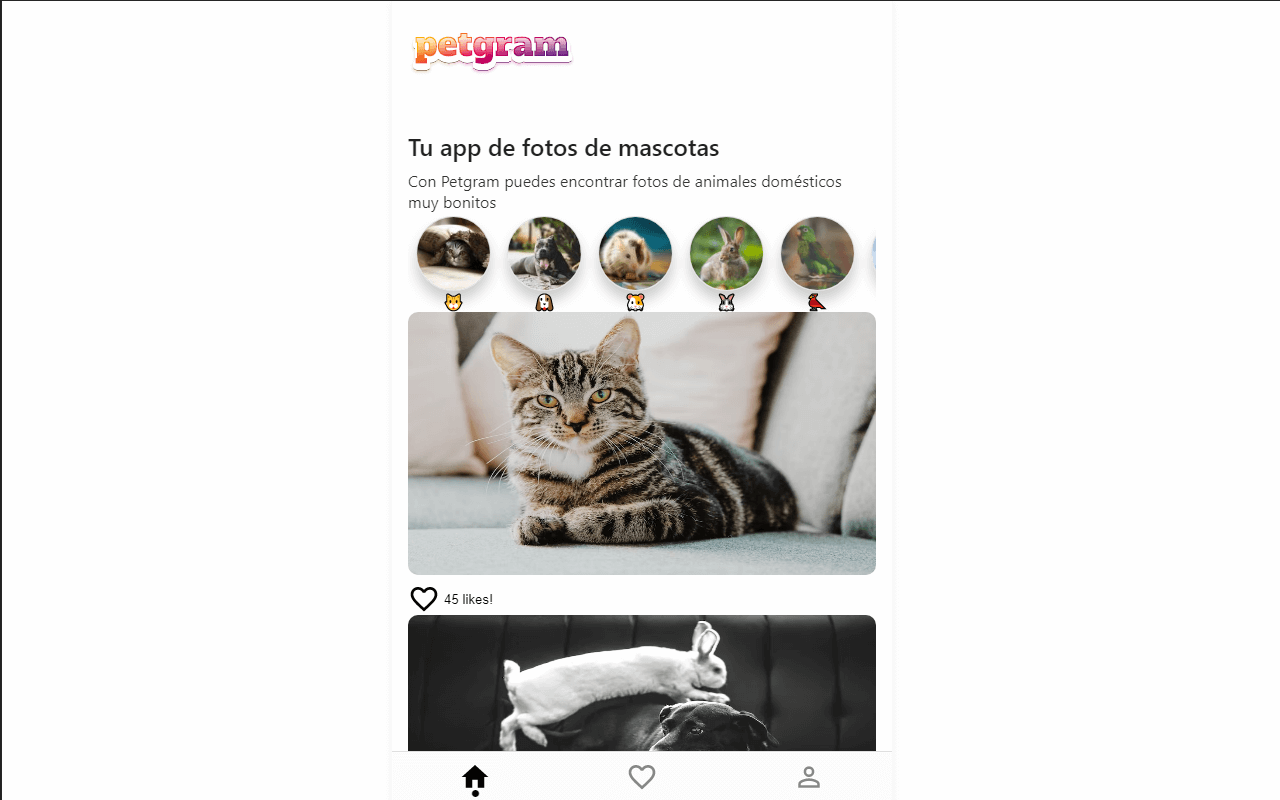 petgram
Tu app de fotos de mascotas
Con Petgram puedes encontrar fotos de animales domésticos
muy bonitos
45 likes!